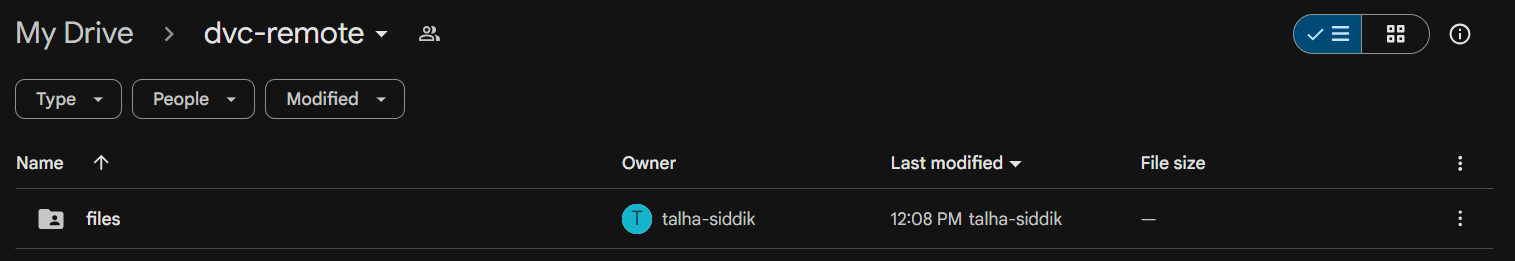 My Drive > dvc-remote
Type People Modified
Name Owner Last modified File size
files T talha-siddik 12:08 PM talha-siddik —